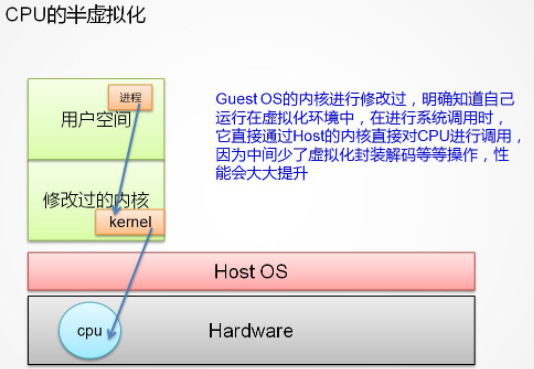 CPU的半虚拟化
进程
用户空间
修改过的内核
kernel
Guest OS的内核进行修改过，明确知道自己
运行在虚拟化环境中，在进行系统调用时，
它直接通过Host的内核直接对CPU进行调用，
因为中间少了虚拟化封装解码等等操作，性
能会大大提升
Host OS
cpu
Hardware